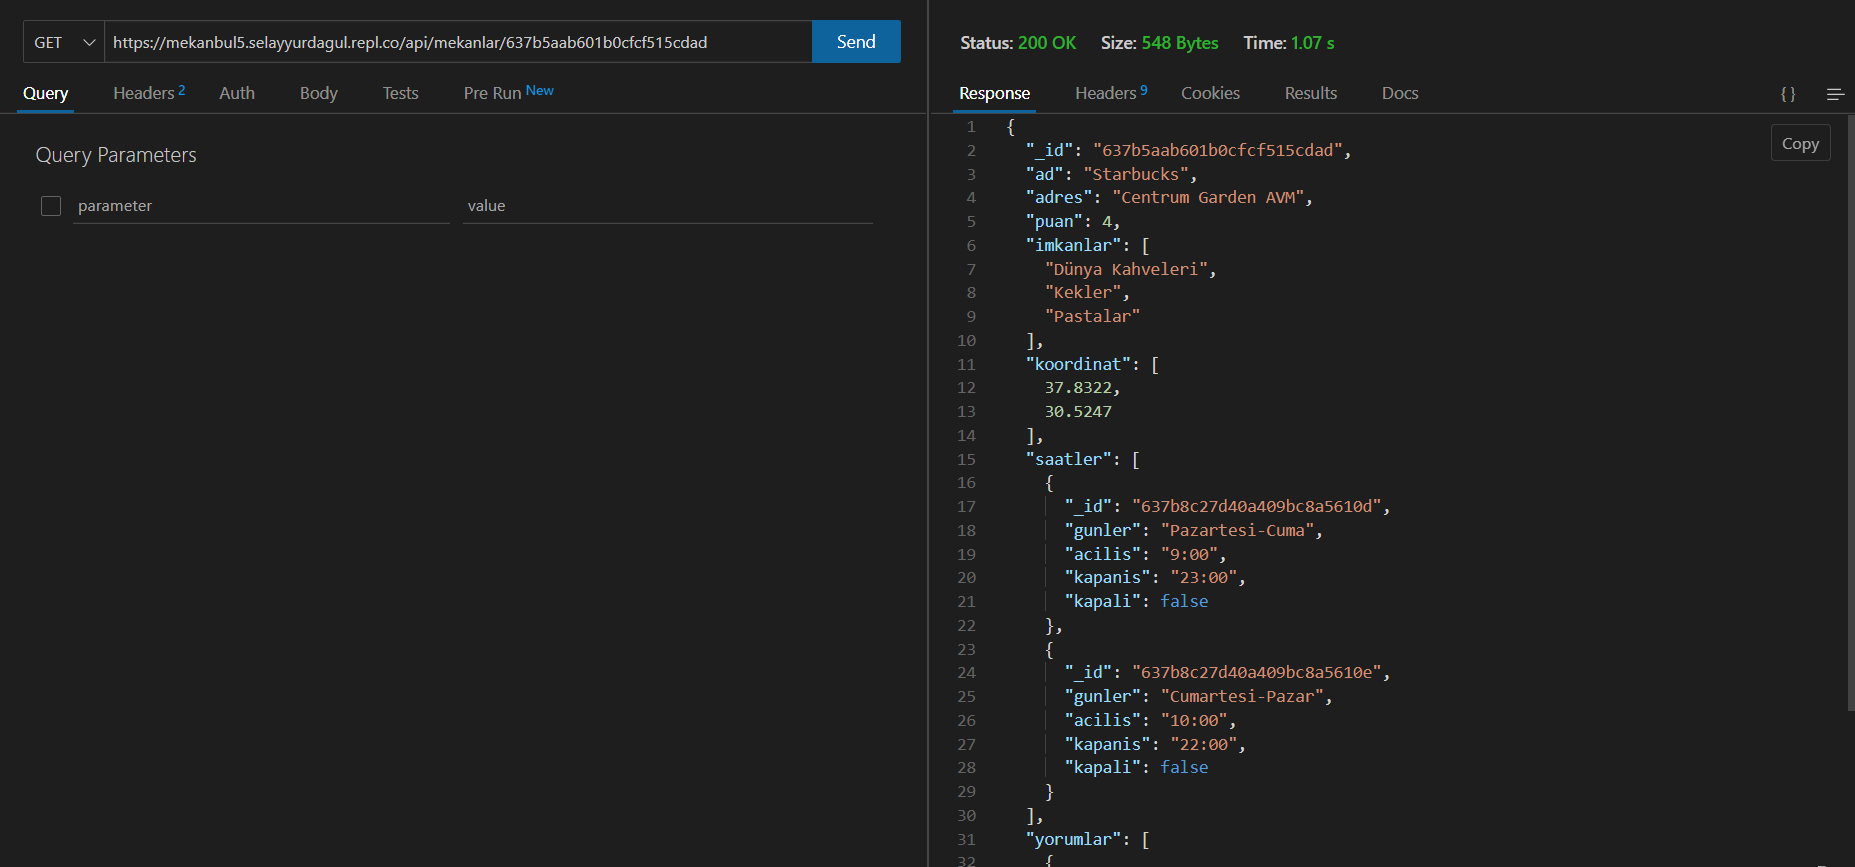 GET https://mekanbul5.selayyurdagul.repl.co/api/mekanlar/637b5aab601b0cfcf515cdad Send
Query Headers 2 Auth Body Tests Pre Run New
Query Parameters
parameter value
Status: 200 OK Size: 548 Bytes Time: 1.07 s
Response Headers 9 Cookies Results Docs { }
Copy
1 {
2 "_id": "637b5aab601b0cfcf515cdad",
3 "ad": "Starbucks",
4 "adres": "Centrum Garden AVM",
5 "puan": 4,
6 "imkanlar": [
7 "Dünya Kahveleri",
8 "Kekler",
9 "Pastalar"
10 ],
11 "koordinat": [
12 37.8322,
13 30.5247
14 ],
15 "saatler": [
16 {
17 "_id": "637b8c27d40a409bc8a5610d",
18 "gunler": "Pazartesi-Cuma",
19 "acilis": "9:00",
20 "kapanis": "23:00",
21 "kapali": false
22 },
23 {
24 "_id": "637b8c27d40a409bc8a5610e",
25 "gunler": "Cumartesi-Pazar",
26 "acilis": "10:00",
27 "kapanis": "22:00",
28 "kapali": false
29 }
30 ],
31 "yorumlar": [
32 {